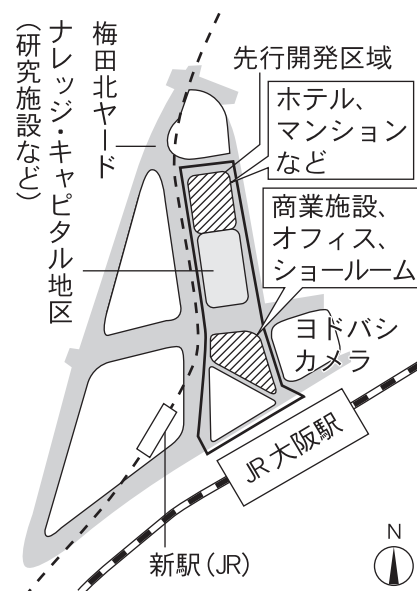 先行開発区域
ホテル、
マンション
など
商業施設、
オフィス、
ショールーム
梅田北ヤード
ナレッジ・キャピタル地区
(研究施設など)
ヨドバシ
カメラ
JR大阪駅
新駅(JR)
N